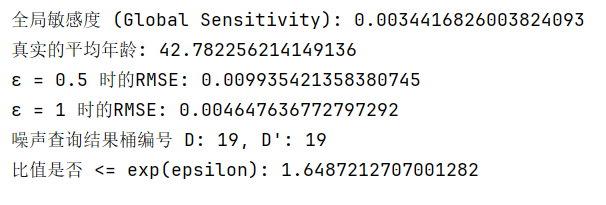 全局敏感度 (Global Sensitivity): 0.0034416826003824093
真实的平均年龄: 42.782256214149136
ε = 0.5 时的RMSE: 0.009935421358380745
ε = 1 时的RMSE: 0.004647636772797292
噪声查询结果桶编号 D: 19, D': 19
比值是否 <= exp(epsilon): 1.6487212707001282